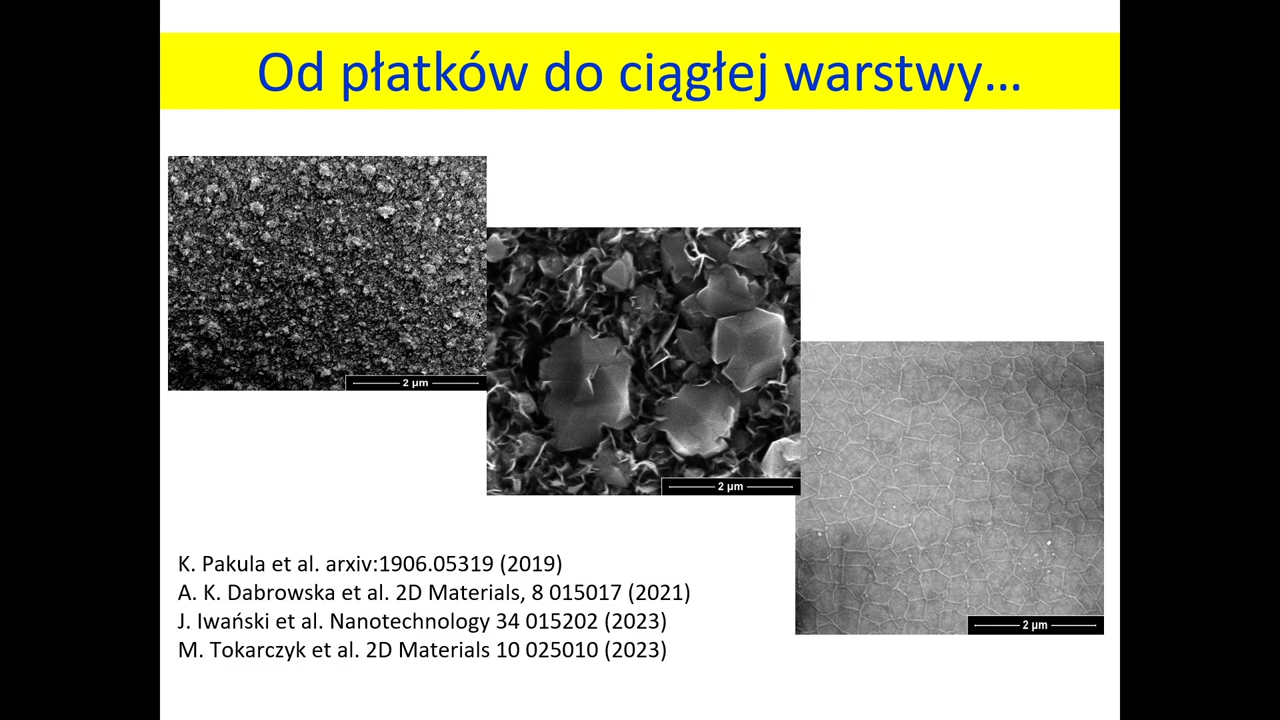 Od płatków do ciągłej warstwy...
2 µm
2 µm
2 µm
K. Pakula et al. arxiv:1906.05319 (2019)
A. K. Dabrowska et al. 2D Materials, 8 015017 (2021)
J. Iwański et al. Nanotechnology 34 015202 (2023)
M. Tokarczyk et al. 2D Materials 10 025010 (2023)